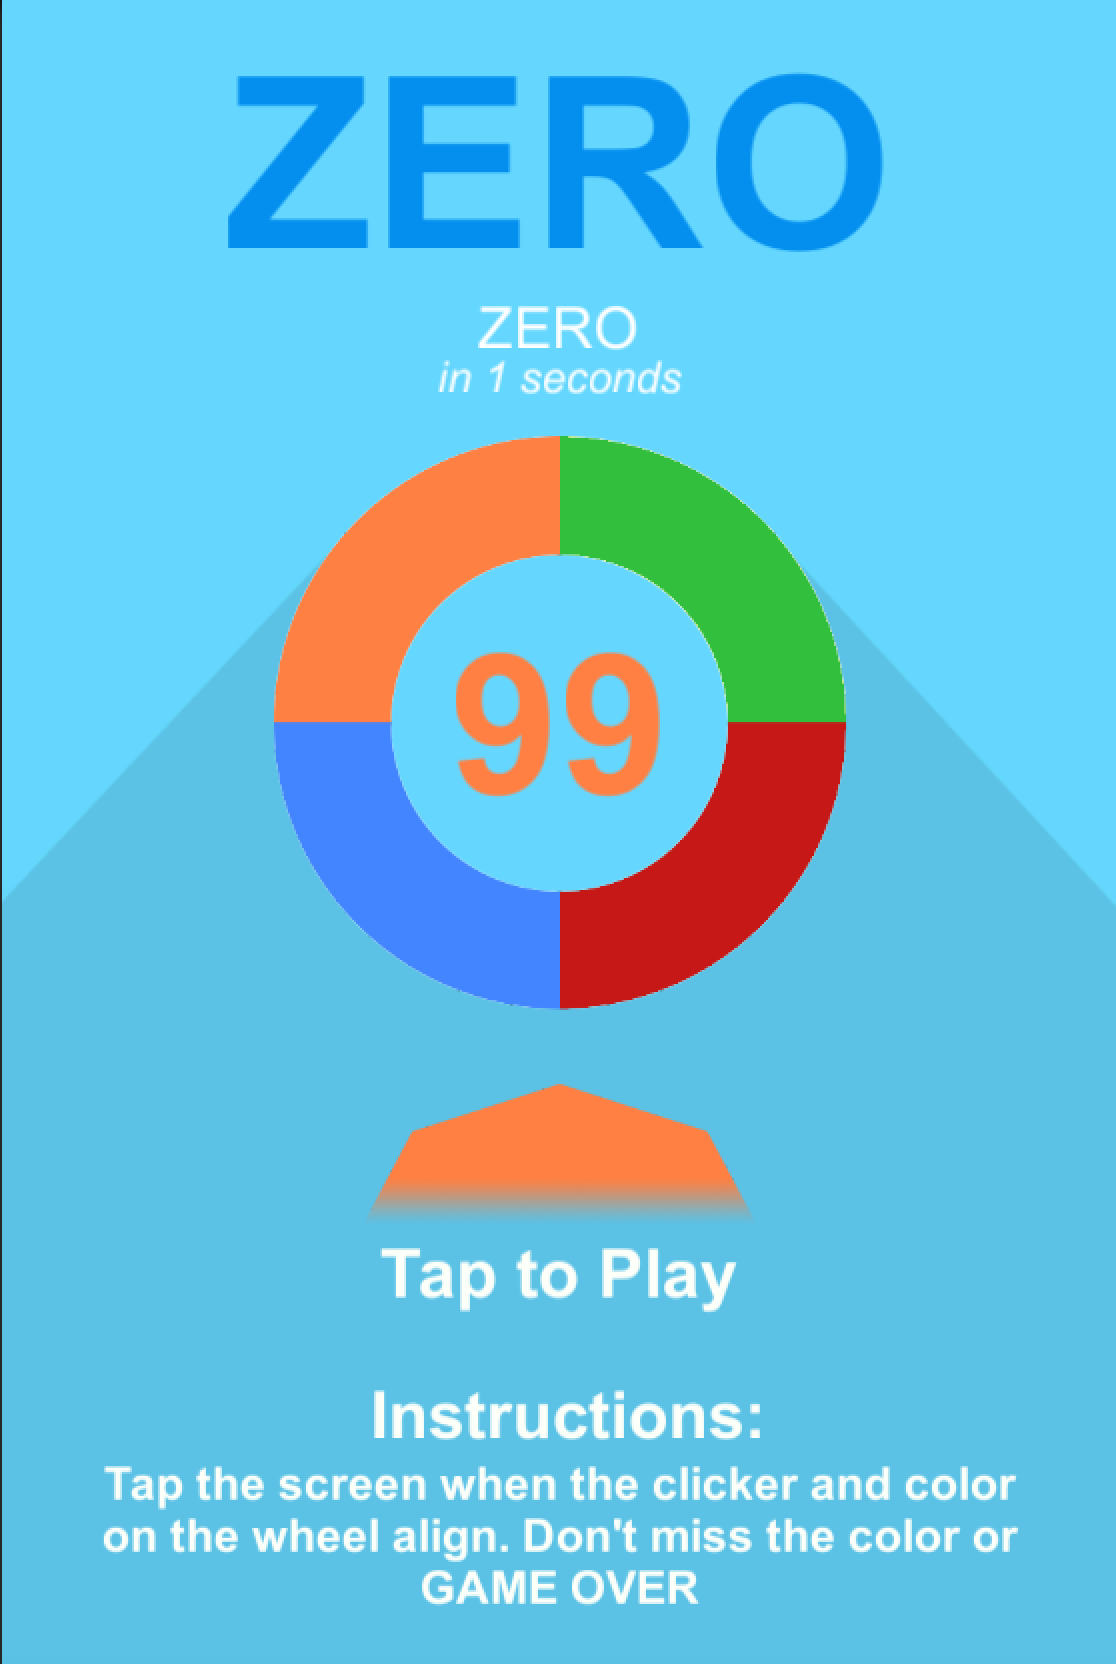 ZERO
ZERO
in 1 seconds
99
Tap to Play
Instructions:
Tap the screen when the clicker and color
on the wheel align. Don't miss the color or
GAME OVER